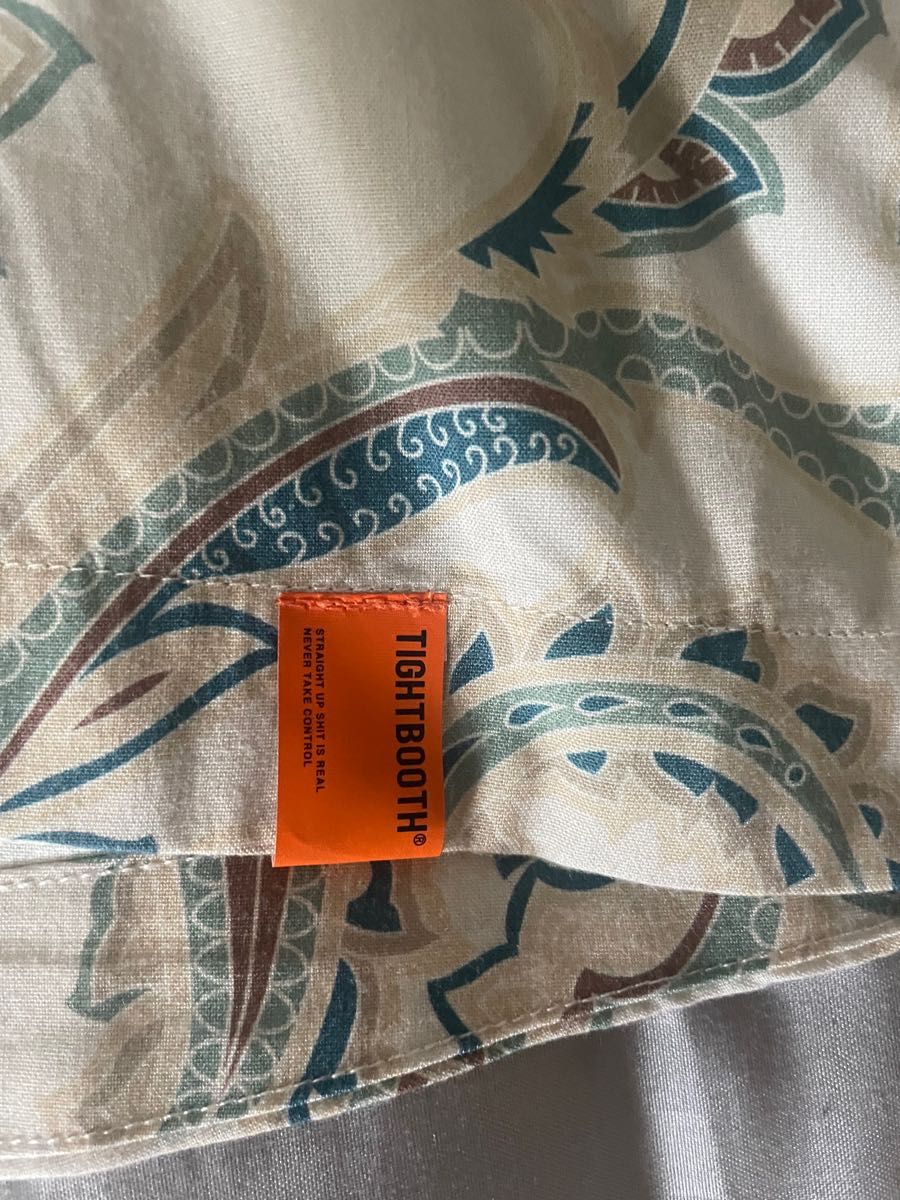 TIGHTBOOTH®
STRAIGHT UP SHIT IS REAL
NEVER TAKE CONTROL